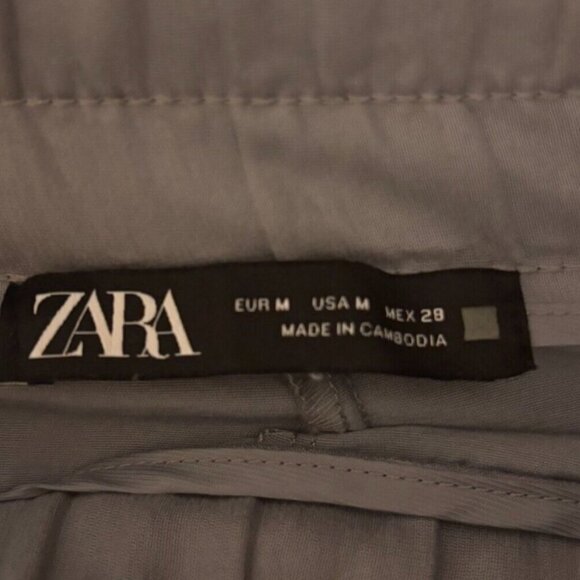 ZARA
EUR M USA M MEX 28
MADE IN CAMBODIA